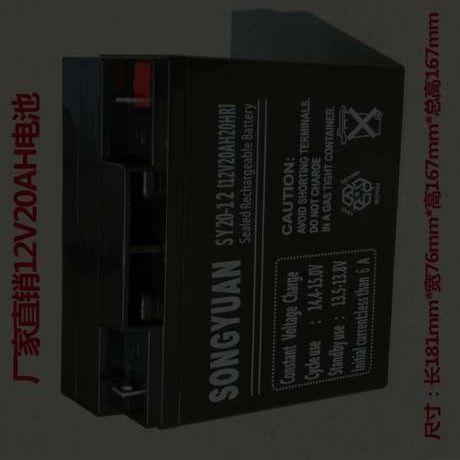 厂家直销12V20AH电池
SONGYUAN
SY20-12 [12V20AH20HR]
Sealed Rechargeable Battery
CAUTION:
AVOID SHORTING TERMINALS.
DO NOT CHARGE
IN A GAS TIGHT CONTAINER.
Constant Voltage Charge
Cycle use : 14.4-15.0V
Standby use : 13.5-13.8V
Initial currentless than 6 A
尺寸：长181mm*宽76mm*高167mm*总高167mm